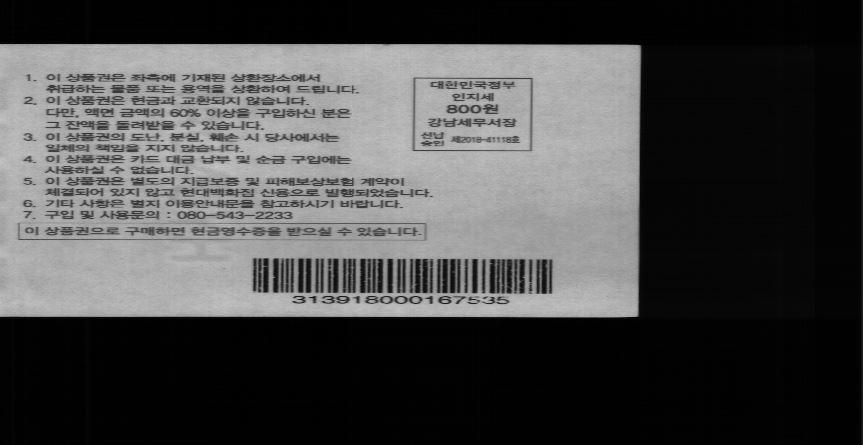 1. 이 상품권은 좌측에 기재된 상환장소에서
취급하는 물품 또는 용역을 상환하여 드립니다.
2. 이 상품권은 현금과 교환되지 않습니다.
다만, 액면 금액의 60% 이상을 구입하신 분은
그 잔액을 돌려받을 수 있습니다.
3. 이 상품권의 도난, 분실, 훼손 시 당사에서는
일체의 책임을 지지 않습니다.
4. 이 상품권은 카드 대금 납부 및 순금 구입에는
사용하실 수 없습니다.
5. 이 상품권은 별도의 지급보증 및 피해보상보험 계약이
체결되어 있지 않고 현대백화점 신용으로 발행되었습니다.
6. 기타 사항은 별지 이용안내문을 참고하시기 바랍니다.
7. 구입 및 사용문의 : 080-543-2233
이 상품권으로 구매하면 현금영수증을 받으실 수 있습니다.
대한민국정부
인지세
800원
강남세무서장
선납
승인 제2018-41118호
313918000167535